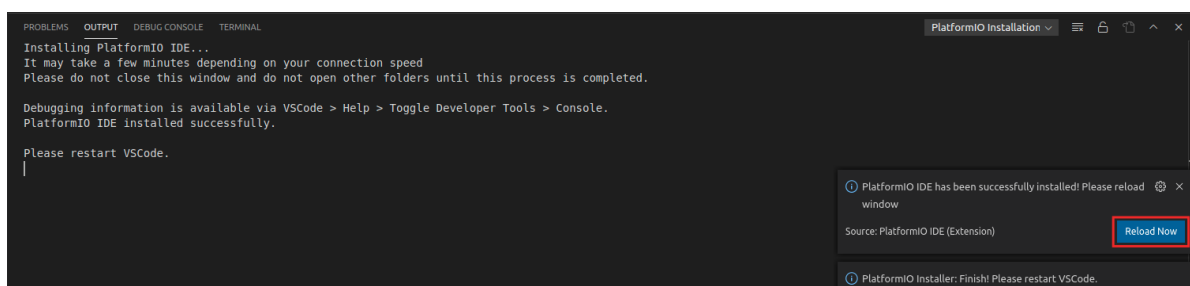 PROBLEMS OUTPUT DEBUG CONSOLE TERMINAL PlatformIO Installation
Installing PlatformIO IDE...
It may take a few minutes depending on your connection speed
Please do not close this window and do not open other folders until this process is completed.
Debugging information is available via VSCode > Help > Toggle Developer Tools > Console.
PlatformIO IDE installed successfully.
Please restart VSCode.
PlatformIO IDE has been successfully installed! Please reload
window
Source: PlatformIO IDE (Extension) Reload Now
PlatformIO Installer: Finish! Please restart VSCode.